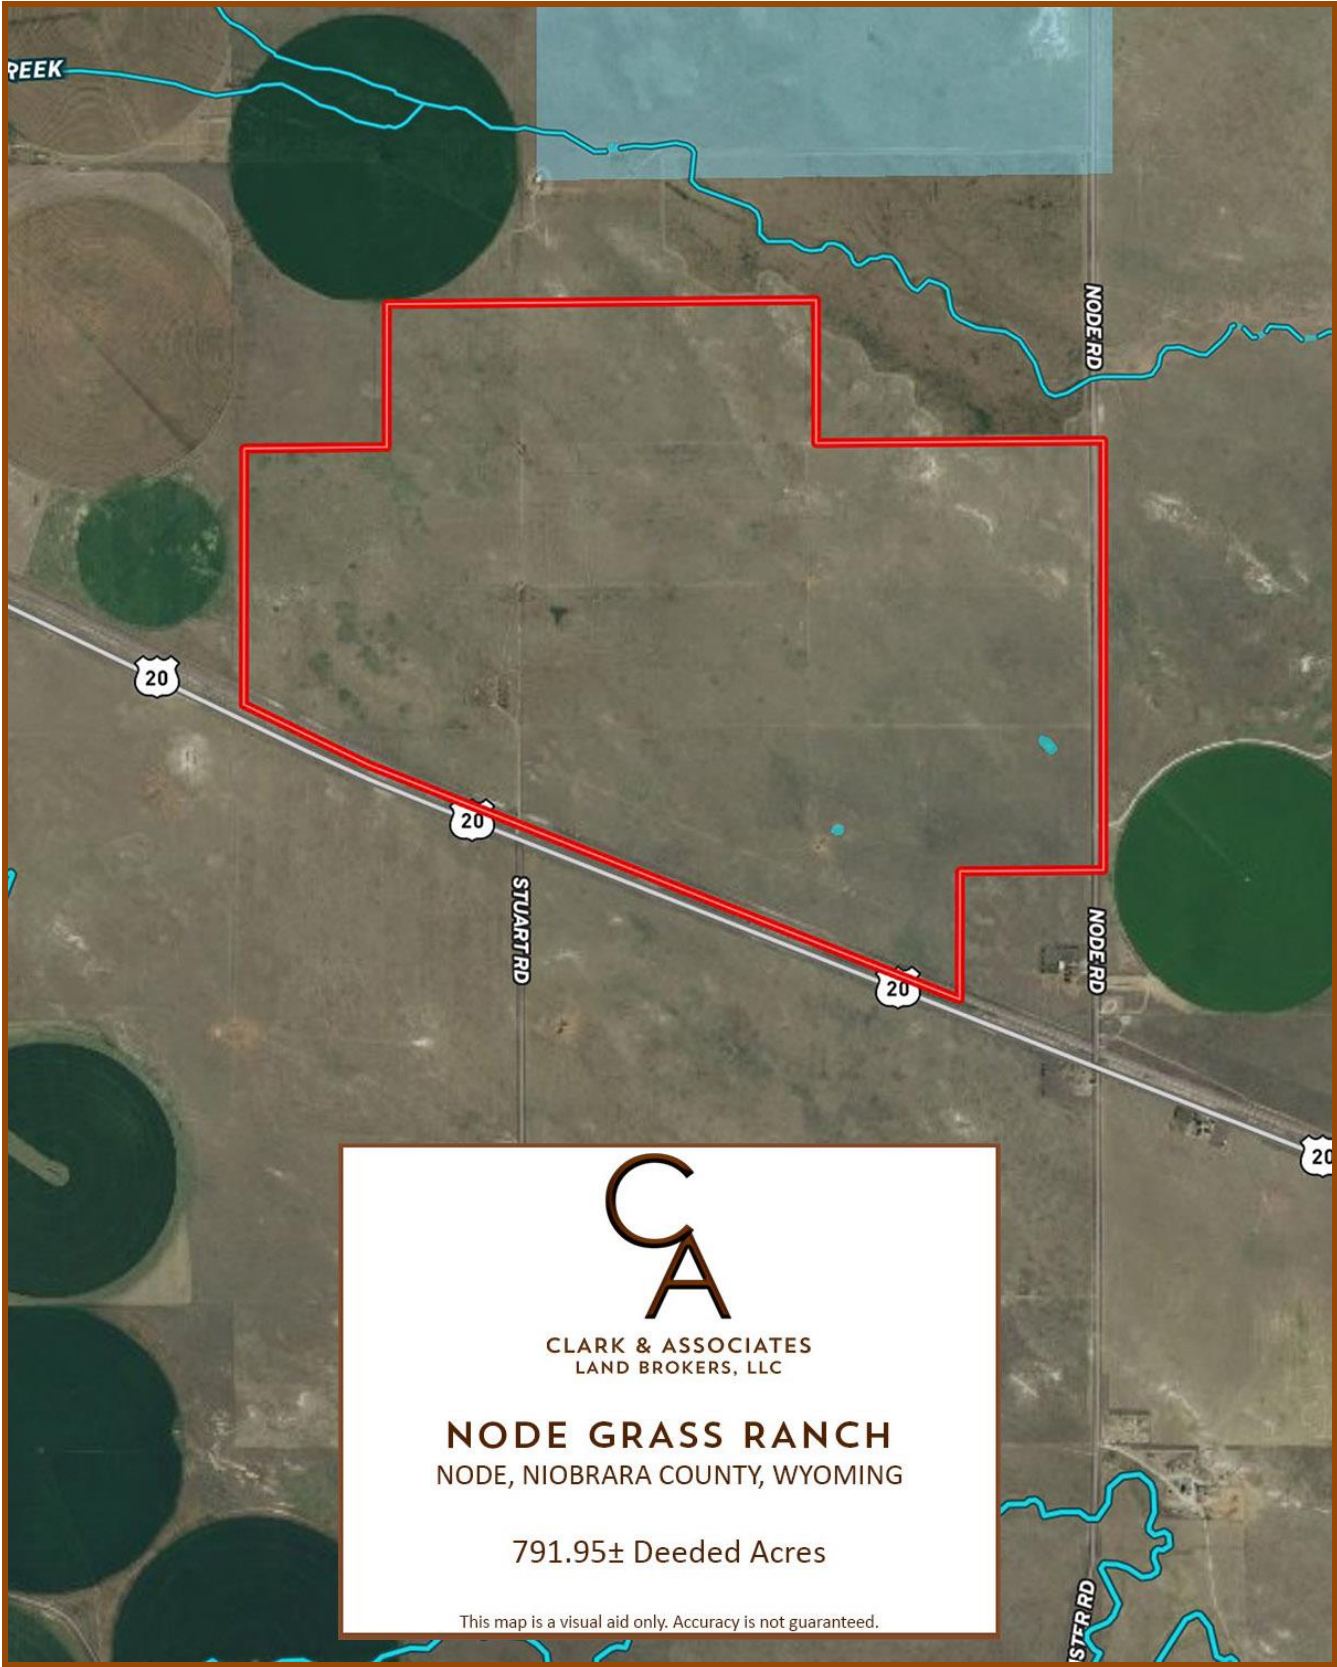 REEK
NODE RD
20
20
STUART RD
NODE RD
20
20
CA
CLARK & ASSOCIATES
LAND BROKERS, LLC
NODE GRASS RANCH
NODE, NIOBRARA COUNTY, WYOMING
791.95± Deeded Acres
STER RD
This map is a visual aid only. Accuracy is not guaranteed.